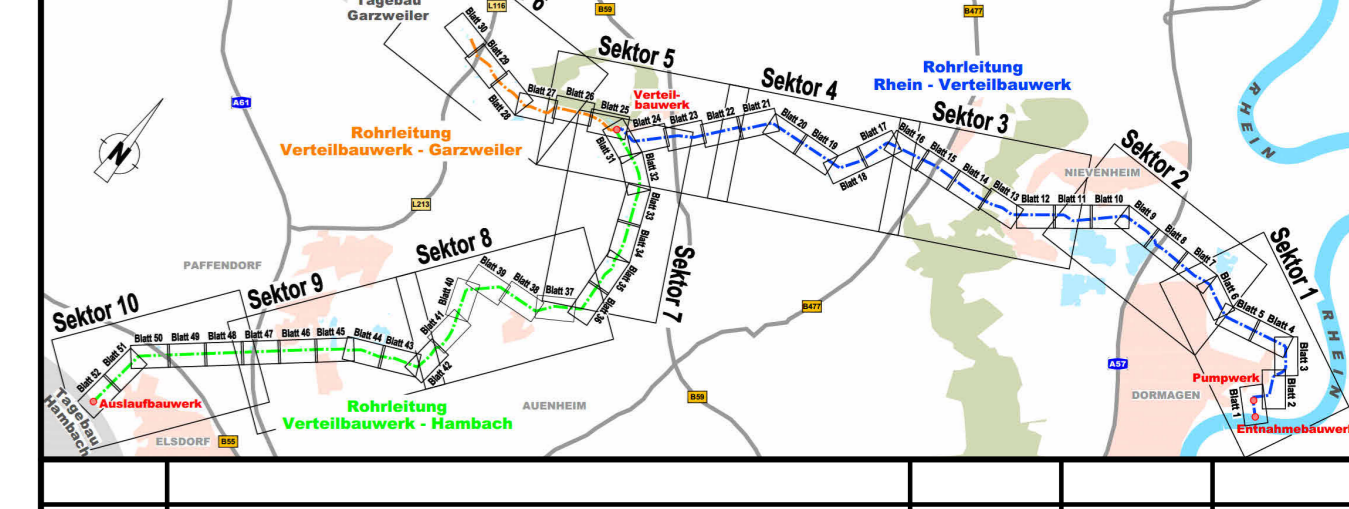 Tagebau
Garzweiler
L116
B59
B477
Sektor 5
Sektor 4
Sektor 3
Sektor 2
Sektor 1
Rohrleitung
Rhein - Verteilbauwerk
Verteil-
bauwerk
Rohrleitung
Verteilbauwerk - Garzweiler
A61
N
L213
RHEIN
NIEVENHEIM
Blatt 30
Blatt 29
Blatt 28
Blatt 27
Blatt 26
Blatt 25
Blatt 24
Blatt 23
Blatt 22
Blatt 21
Blatt 20
Blatt 19
Blatt 18
Blatt 17
Blatt 16
Blatt 15
Blatt 14
Blatt 13
Blatt 12
Blatt 11
Blatt 10
Blatt 9
Blatt 8
Blatt 7
Blatt 6
Blatt 5
Blatt 4
Blatt 3
Blatt 2
Blatt 1
Blatt 31
Blatt 32
Blatt 33
Blatt 34
Blatt 35
Blatt 36
Blatt 37
Blatt 38
Blatt 39
Blatt 40
Blatt 41
Blatt 42
Blatt 43
Blatt 44
Blatt 45
Blatt 46
Blatt 47
Blatt 48
Blatt 49
Blatt 50
Blatt 51
Blatt 52
PAFFENDORF
Sektor 8
Sektor 7
Sektor 9
Sektor 10
B477
RHEIN
A57
Pumpwerk
DORMAGEN
Entnahmebauwerk
Auslaufbauwerk
Tagebau
Hambach
Rohrleitung
Verteilbauwerk - Hambach
AUENHEIM
B59
ELSDORF
B55